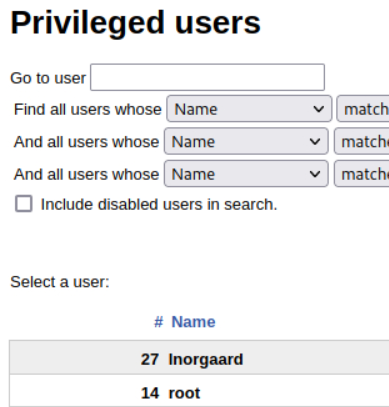 Privileged users
Go to user
Find all users whose Name matche
And all users whose Name matche
And all users whose Name matche
Include disabled users in search.
Select a user:
# Name
27 lnorgaard
14 root